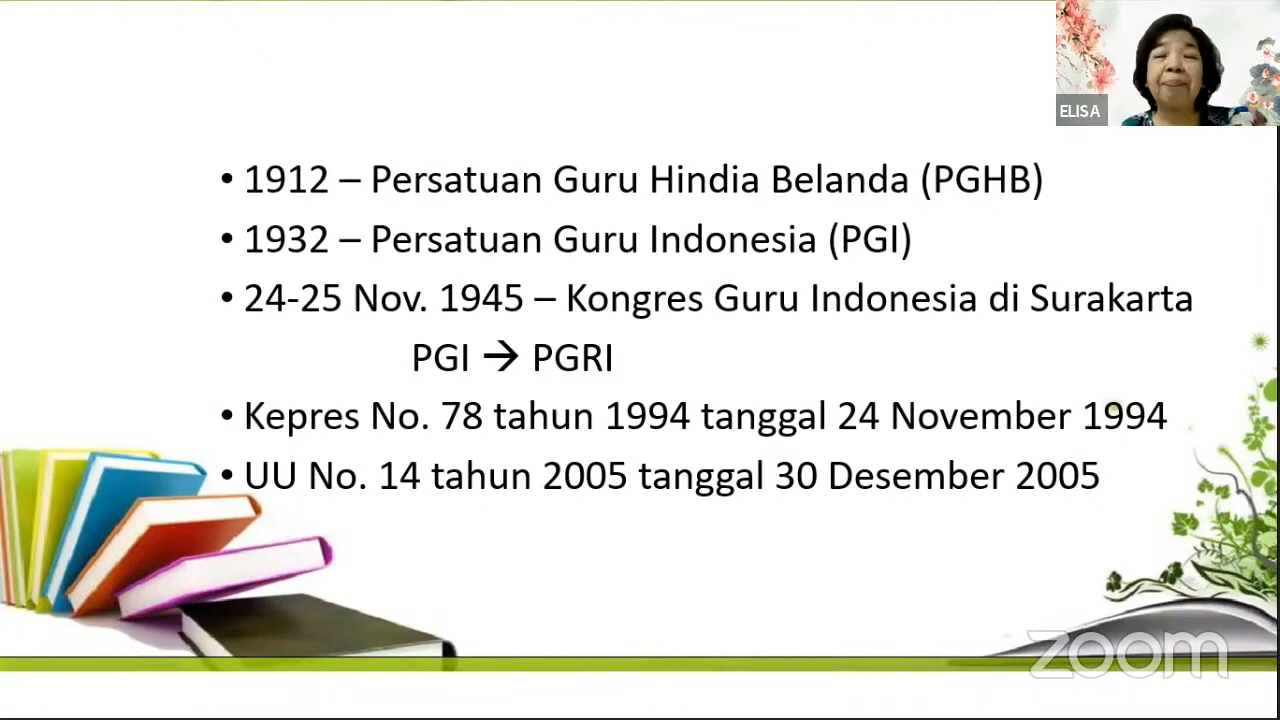 ELISA
• 1912 – Persatuan Guru Hindia Belanda (PGHB)
• 1932 – Persatuan Guru Indonesia (PGI)
• 24-25 Nov. 1945 – Kongres Guru Indonesia di Surakarta
PGI → PGRI
• Kepres No. 78 tahun 1994 tanggal 24 November 1994
• UU No. 14 tahun 2005 tanggal 30 Desember 2005
zoom